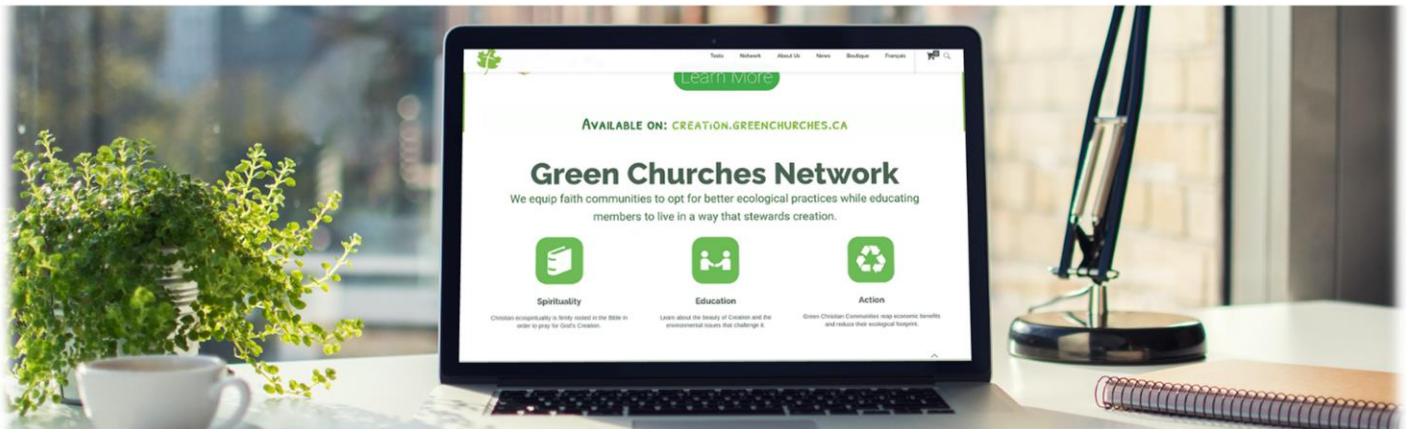 Tools Network About Us News Boutique Français
Learn More
AVAILABLE ON: CREATION.GREENCHURCHES.CA
Green Churches Network
We equip faith communities to opt for better ecological practices while educating
members to live in a way that stewards creation.
Spirituality
Education
Action
Christian ecospirituality is firmly rooted in the Bible in
order to pray for God's Creation.
Learn about the beauty of Creation and the
environmental issues that challenge it.
Green Christian Communities reap economic benefits
and reduce their ecological footprint.